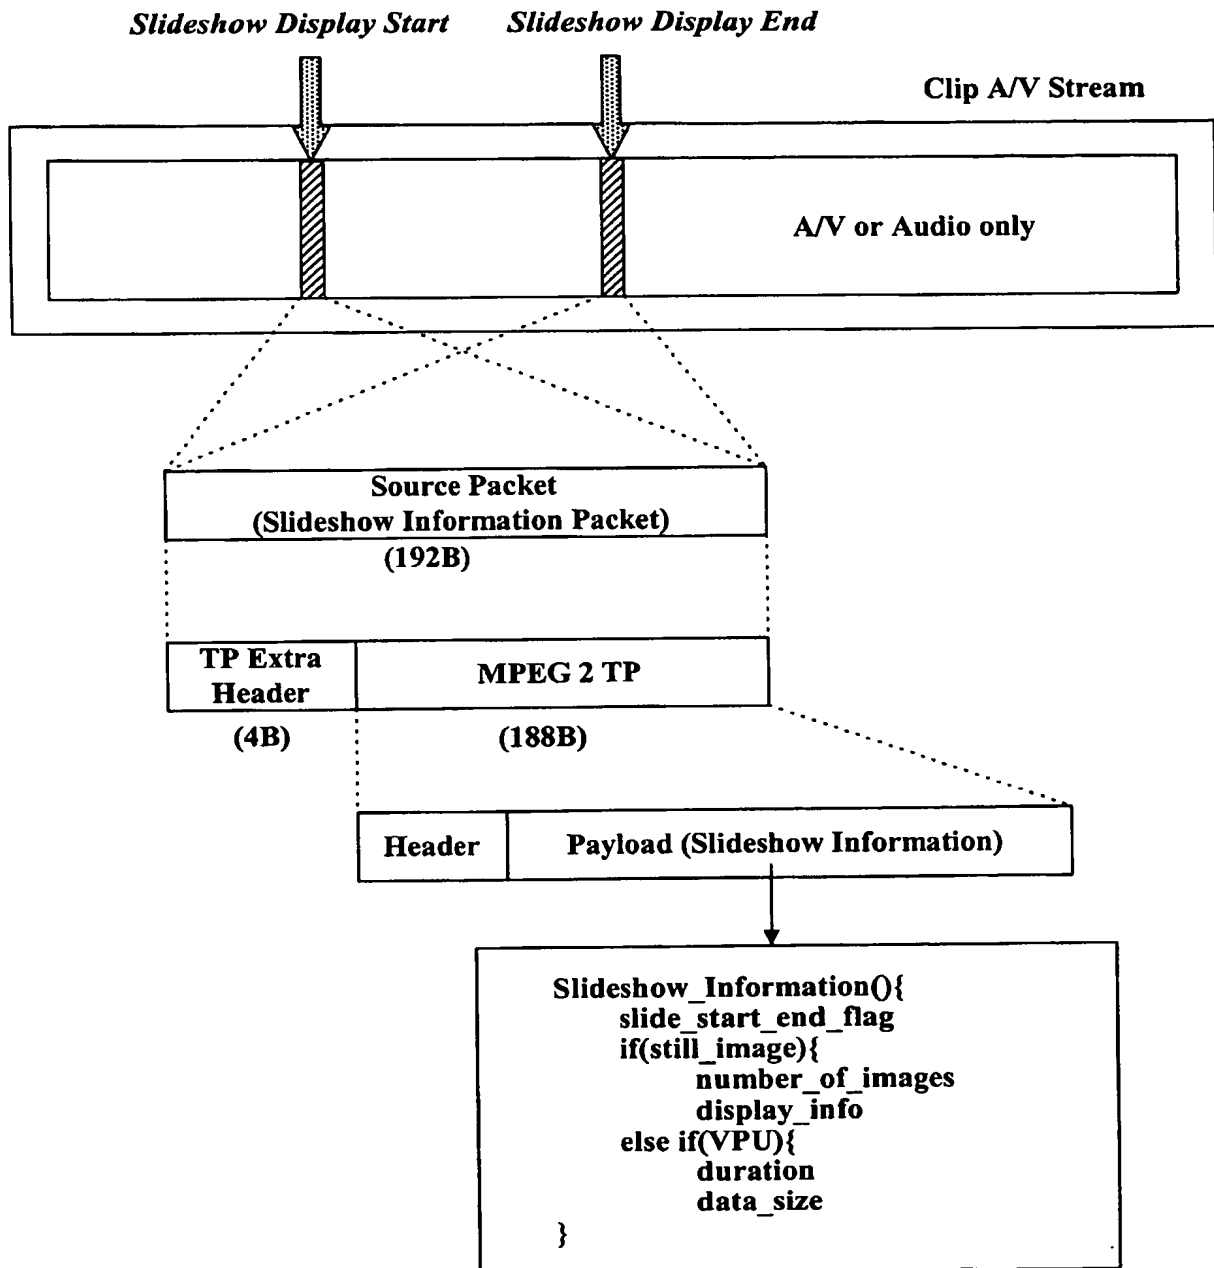 Slideshow Display Start
Slideshow Display End
Clip A/V Stream
A/V or Audio only
Source Packet
(Slideshow Information Packet)
(192B)
TP Extra
Header
MPEG 2 TP
(4B)
(188B)
Header
Payload (Slideshow Information)
Slideshow_Information(){
slide_start_end_flag
if(still_image){
number_of_images
display_info
else if(VPU){
duration
data_size
}